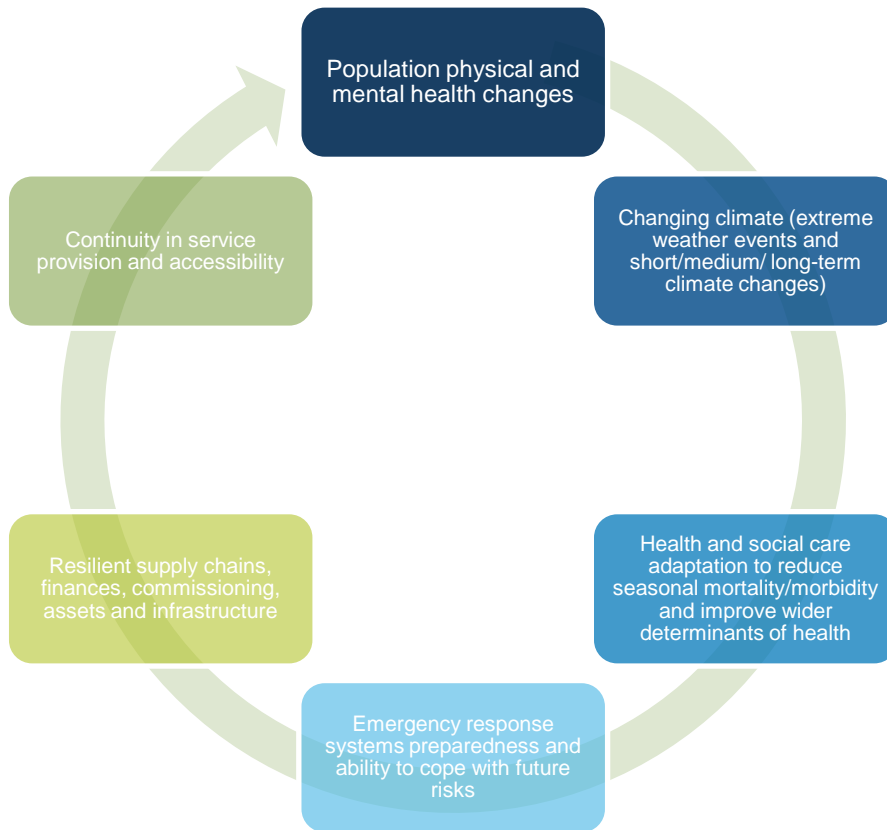 Population physical and
mental health changes
Changing climate (extreme
weather events and
short/medium/ long-term
climate changes)
Health and social care
adaptation to reduce
seasonal mortality/morbidity
and improve wider
determinants of health
Emergency response
systems preparedness and
ability to cope with future
risks
Resilient supply chains,
finances, commissioning,
assets and infrastructure
Continuity in service
provision and accessibility